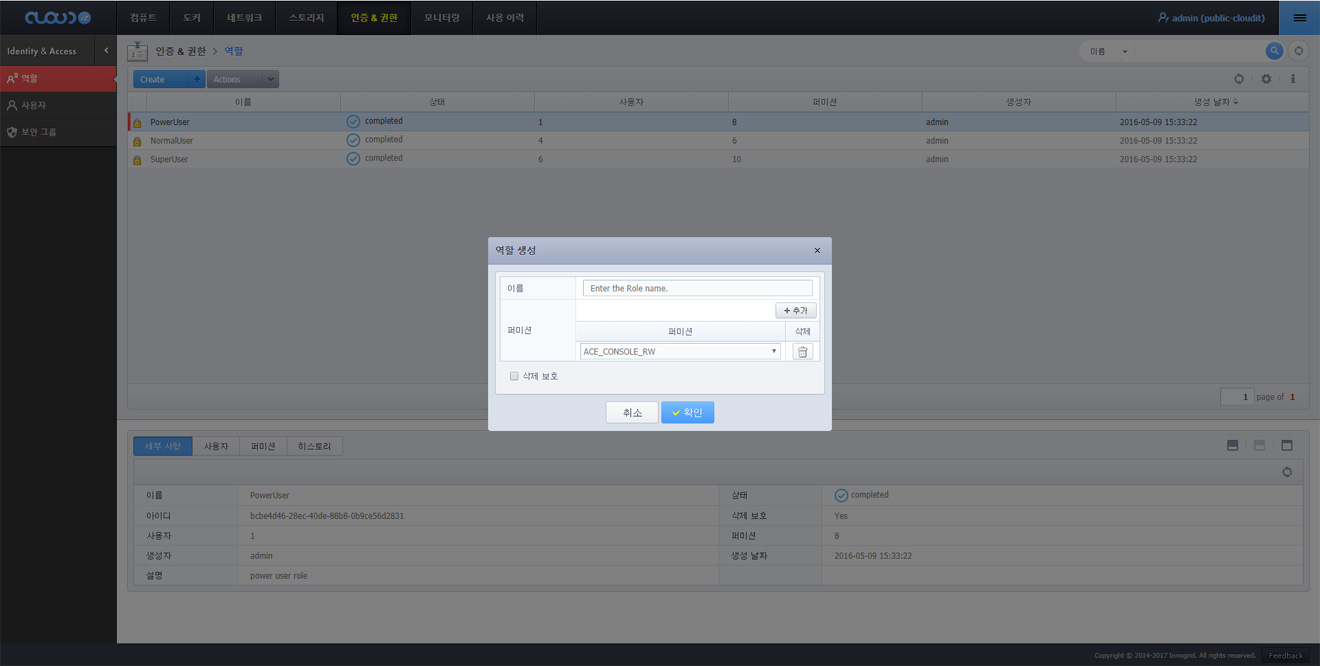 CLOUD it 컴퓨트 도커 네트워크 스토리지 인증 & 권한 모니터링 사용 이력 admin (public-cloudit)
Identity & Access
인증 & 권한 > 역할
이름
역할
사용자
보안 그룹
Create + Actions
이름 상태 사용자 퍼미션 생성자 생성 날짜
PowerUser completed 1 8 admin 2016-05-09 15:33:22
NormalUser completed 4 6 admin 2016-05-09 15:33:22
SuperUser completed 6 10 admin 2016-05-09 15:33:22
역할 생성 ×
이름 Enter the Role name.
+ 추가
퍼미션
퍼미션 삭제
ACE_CONSOLE_RW
삭제 보호
취소 확인
1 page of 1
세부 사항 사용자 퍼미션 히스토리
이름 PowerUser 상태 completed
아이디 bcbe4d46-28ec-40de-88b8-0b9ce56d2831 삭제 보호 Yes
사용자 1 퍼미션 8
생성자 admin 생성 날짜 2016-05-09 15:33:22
설명 power user role
Copyright © 2014-2017 Innogrid. All rights reserved. Feedback